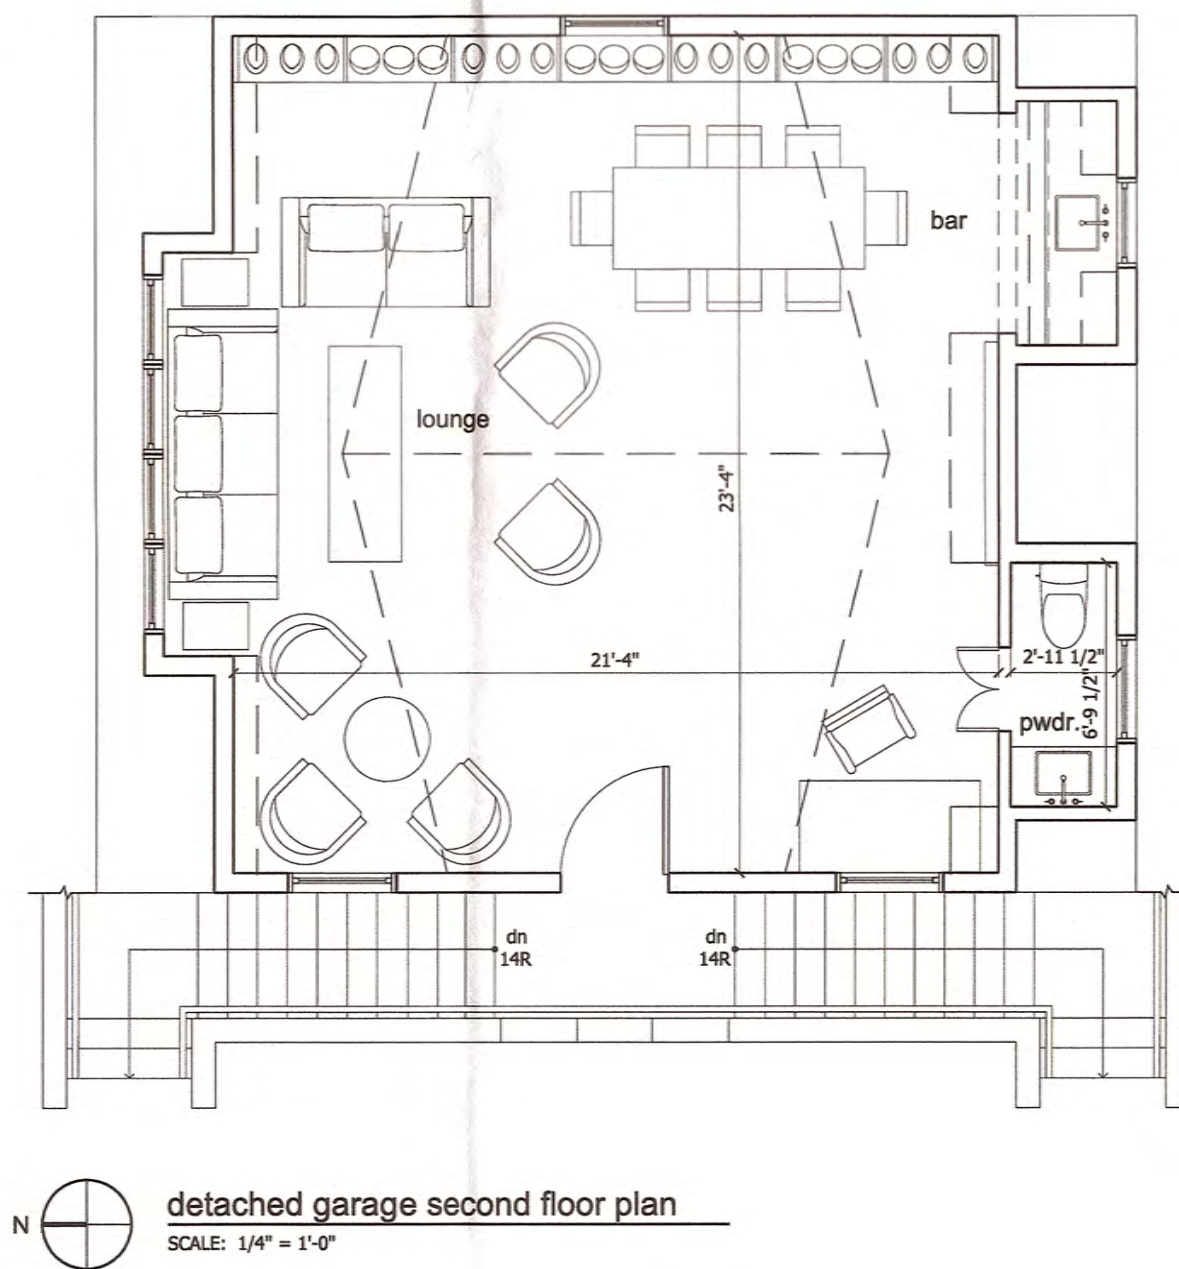 bar
lounge
23'-4"
21'-4"
2'-11 1/2"
6'-9 1/2"
pwdr.
dn
14R
dn
14R
N
detached garage second floor plan
SCALE: 1/4" = 1'-0"